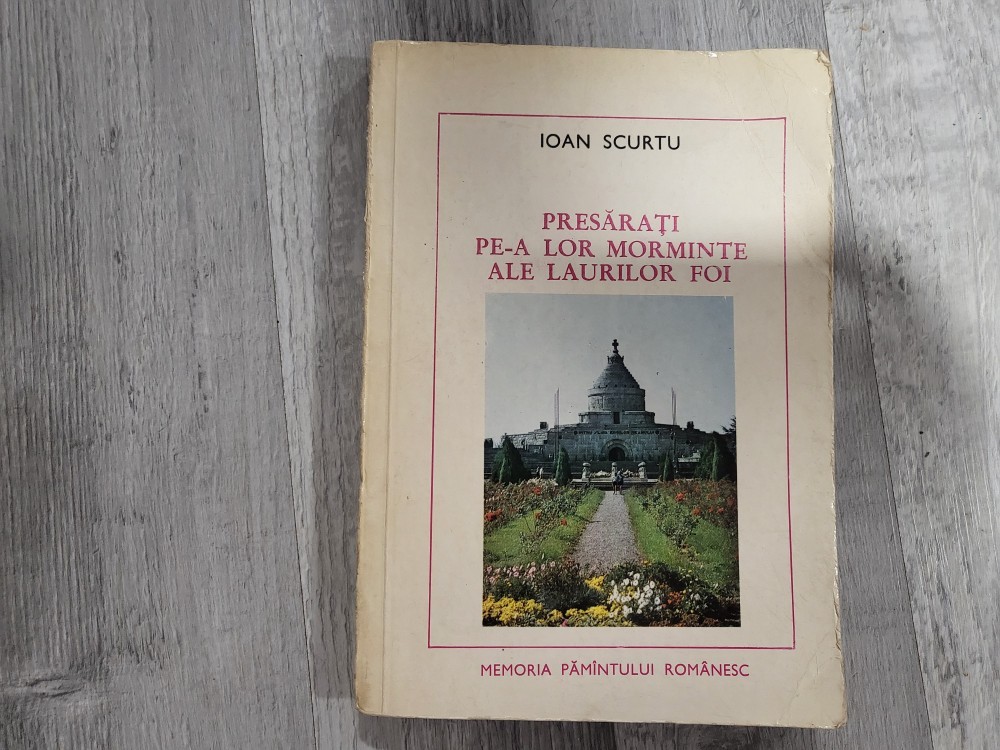 IOAN SCURTU
PRESĂRAȚI
PE-A LOR MORMINTE
ALE LAURILOR FOI
MEMORIA PĂMÎNTULUI ROMÂNESC